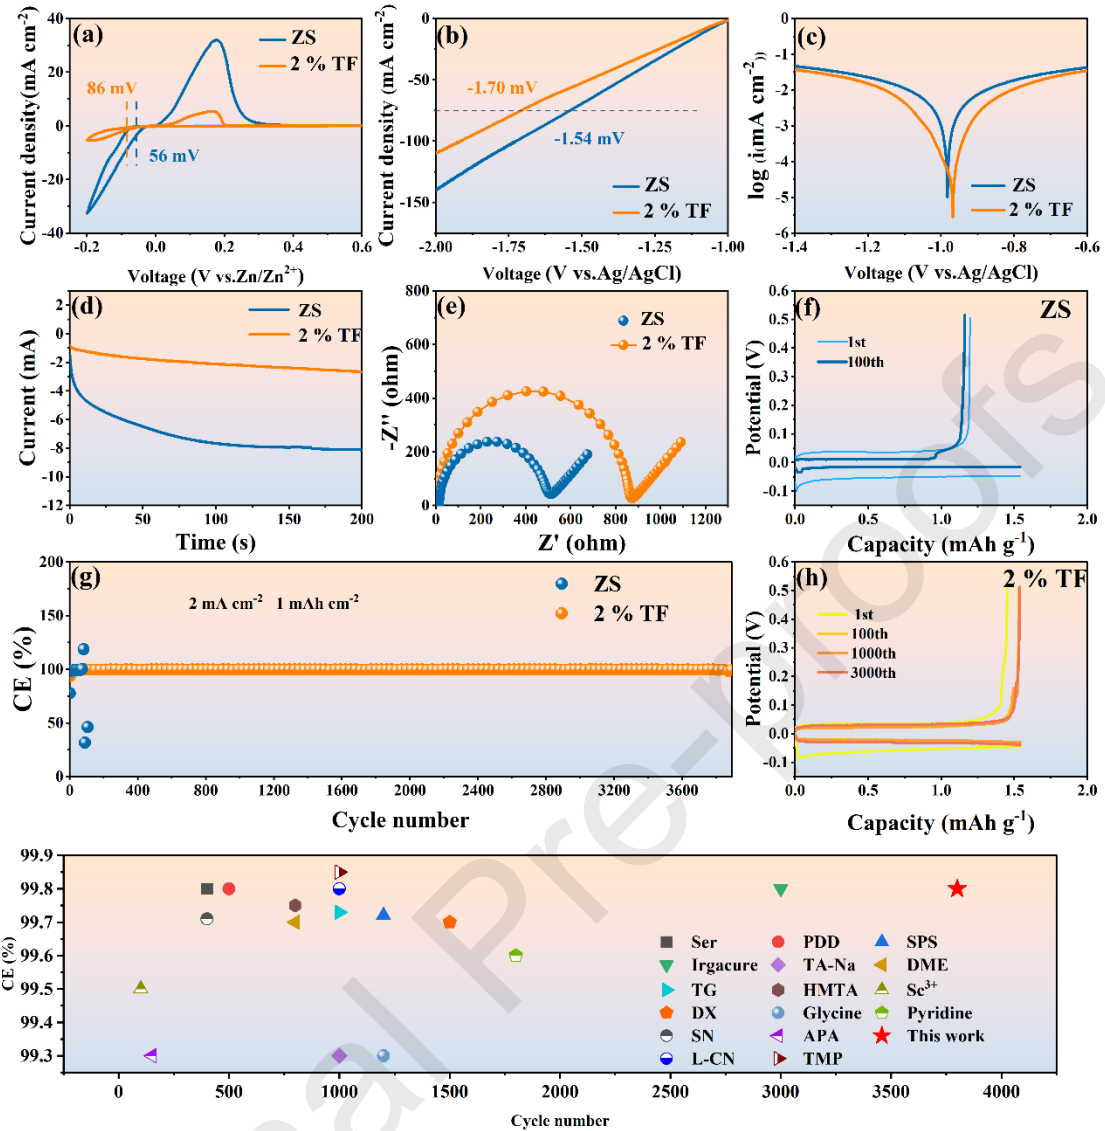 (a)
ZS
2 % TF
86 mV
56 mV
Current density(mA cm-2)
40
20
0
-20
-40
-0.2
0.0
0.2
0.4
0.6
Voltage (V vs.Zn/Zn2+)
(b)
-1.70 mV
-1.54 mV
ZS
2 % TF
Current density (mA cm-2)
0
-50
-100
-150
-2.00
-1.75
-1.50
-1.25
-1.00
Voltage (V vs.Ag/AgCl)
(c)
ZS
2 % TF
log (i(mA cm-2))
0
-1
-2
-3
-4
-5
-6
-1.4
-1.2
-1.0
-0.8
-0.6
Voltage (V vs.Ag/AgCl)
(d)
ZS
2 % TF
Current (mA)
2
0
-2
-4
-6
-8
-10
-12
0
50
100
150
200
Time (s)
(e)
ZS
2 % TF
-Z'' (ohm)
-800
600
400
200
0
0
200
400
600
800
1000
1200
Z' (ohm)
(f)
ZS
1st
100th
Potential (V)
0.6
0.5
0.4
0.3
0.2
0.1
0.0
-0.1
0.0
0.5
1.0
1.5
2.0
Capacity (mAh g-1)
(g)
ZS
2 mA cm-2 1 mAh cm-2
2 % TF
CE (%)
200
150
100
50
0
0
400
800
1200
1600
2000
2400
2800
3200
3600
Cycle number
(h)
2 % TF
1st
100th
1000th
3000th
Potential (V)
0.6
0.5
0.4
0.3
0.2
0.1
0.0
-0.1
0.0
0.5
1.0
1.5
2.0
Capacity (mAh g-1)
CE (%)
99.9
99.8
99.7
99.6
99.5
99.4
99.3
Ser
PDD
SPS
Irgacure
TA-Na
DME
TG
HMTA
Sc3+
DX
Glycine
Pyridine
SN
APA
This work
L-CN
TMP
0
500
1000
1500
2000
2500
3000
3500
4000
Cycle number
al Pre-proofs